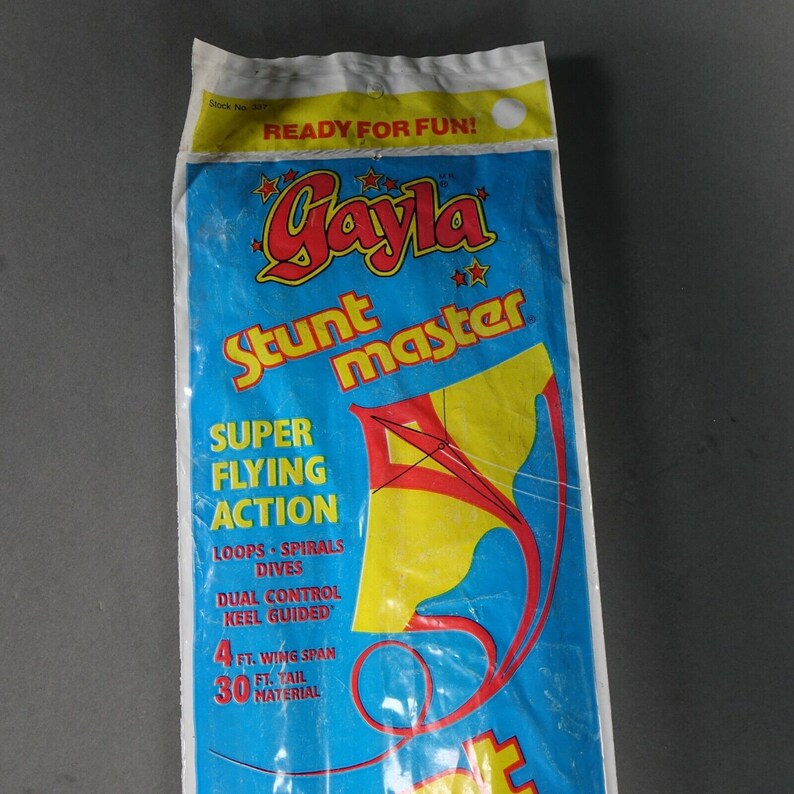 Stock No. 337
READY FOR FUN!
M.R.
Gayla®
Stunt
master®
SUPER
FLYING
ACTION
LOOPS · SPIRALS
DIVES
DUAL CONTROL
KEEL GUIDED®
4 FT. WING SPAN
30 FT. TAIL
MATERIAL